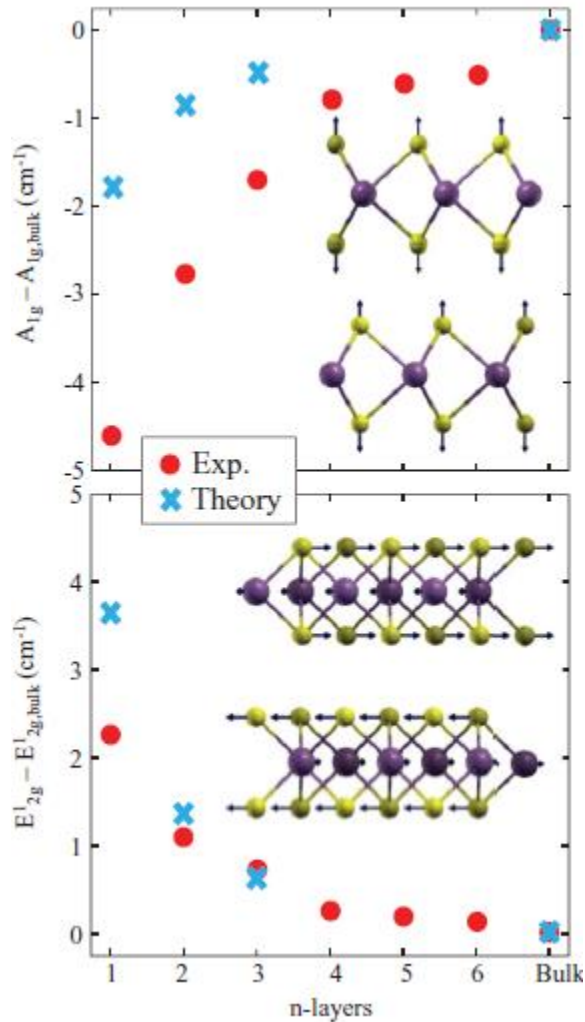 0
-1
-2
-3
-4
-5
A1g – A1g,bulk (cm-1)
Exp.
Theory
5
4
3
2
1
0
E12g – E12g,bulk (cm-1)
1 2 3 4 5 6 Bulk
n-layers